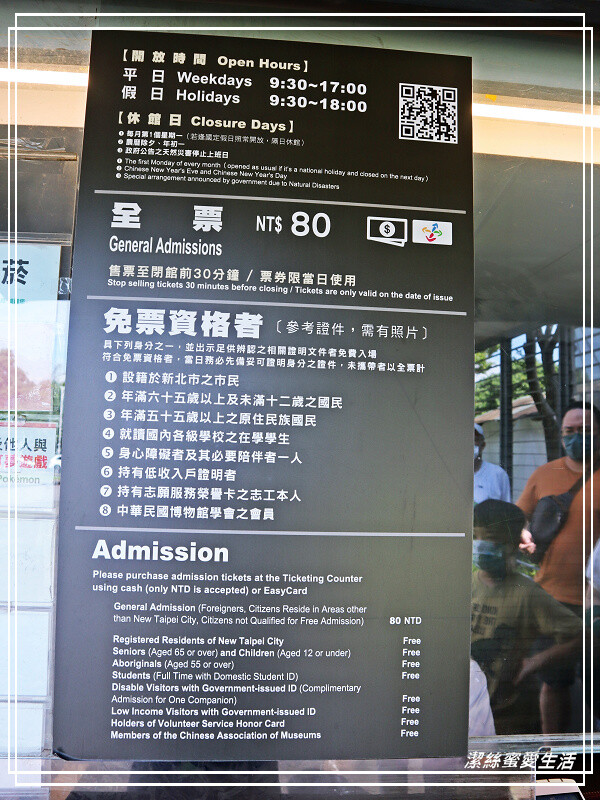 【開放時間 Open Hours】
平 日 Weekdays 9:30~17:00
假 日 Holidays 9:30~18:00
【休館日 Closure Days】
❶ 每月第1個星期一（若逢國定假日照常開放，隔日休館）
❷ 農曆除夕、年初一
❸ 政府公告之天然災害停止上班日
❶ The first Monday of every month (opened as usual if it's a national holiday and closed on the next day)
❷ Chinese New Year's Eve and Chinese New Year's Day
❸ Special arrangement announced by government due to Natural Disasters
全 票 NT$ 80
General Admissions
售票至閉館前30分鐘 / 票券限當日使用
Stop selling tickets 30 minutes before closing / Tickets are only valid on the date of issue
免票資格者〔參考證件，需有照片〕
具下列身分之一，並出示足供辨認之相關證明文件者免費入場
符合免票資格者，當日務必先備妥可證明身分之證件，未攜帶者以全票計
❶ 設籍於新北市之市民
❷ 年滿六十五歲以上及未滿十二歲之國民
❸ 年滿五十五歲以上之原住民族國民
❹ 就讀國內各級學校之在學學生
❺ 身心障礙者及其必要陪伴者一人
❻ 持有低收入戶證明者
❼ 持有志願服務榮譽卡之志工本人
❽ 中華民國博物館學會之會員
Admission
Please purchase admission tickets at the Ticketing Counter
using cash (only NTD is accepted) or EasyCard
General Admission (Foreigners, Citizens Reside in Areas other
than New Taipei City, Citizens not Qualified for Free Admission) 80 NTD
Registered Residents of New Taipei City Free
Seniors (Aged 65 or over) and Children (Aged 12 or under) Free
Aboriginals (Aged 55 or over) Free
Students (Full Time with Domestic Student ID) Free
Disable Visitors with Government-issued ID (Complimentary
Admission for One Companion) Free
Low Income Visitors with Government-issued ID Free
Holders of Volunteer Service Honor Card Free
Members of the Chinese Association of Museums Free
菸
他人與
遊戲
Pokémon
潔絲蜜愛生活